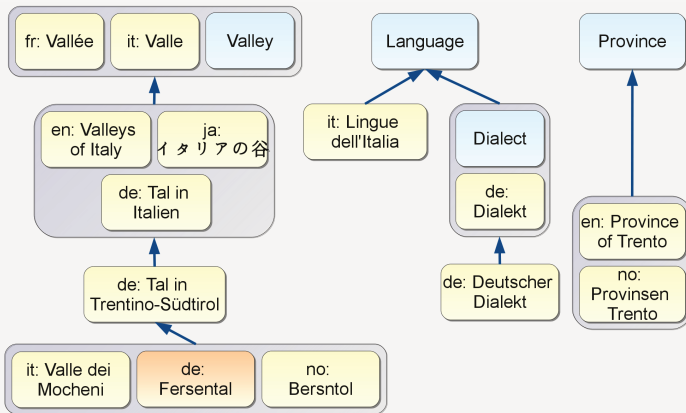 fr: Vallée
it: Valle
Valley
en: Valleys
of Italy
ja:
イタリアの谷
de: Tal in
Italien
de: Tal in
Trentino-Südtirol
it: Valle dei
Mocheni
de:
Fersental
no:
Bersntol
Language
it: Lingue
dell'Italia
Dialect
de:
Dialekt
de: Deutscher
Dialekt
Province
en: Province
of Trento
no:
Provinsen
Trento